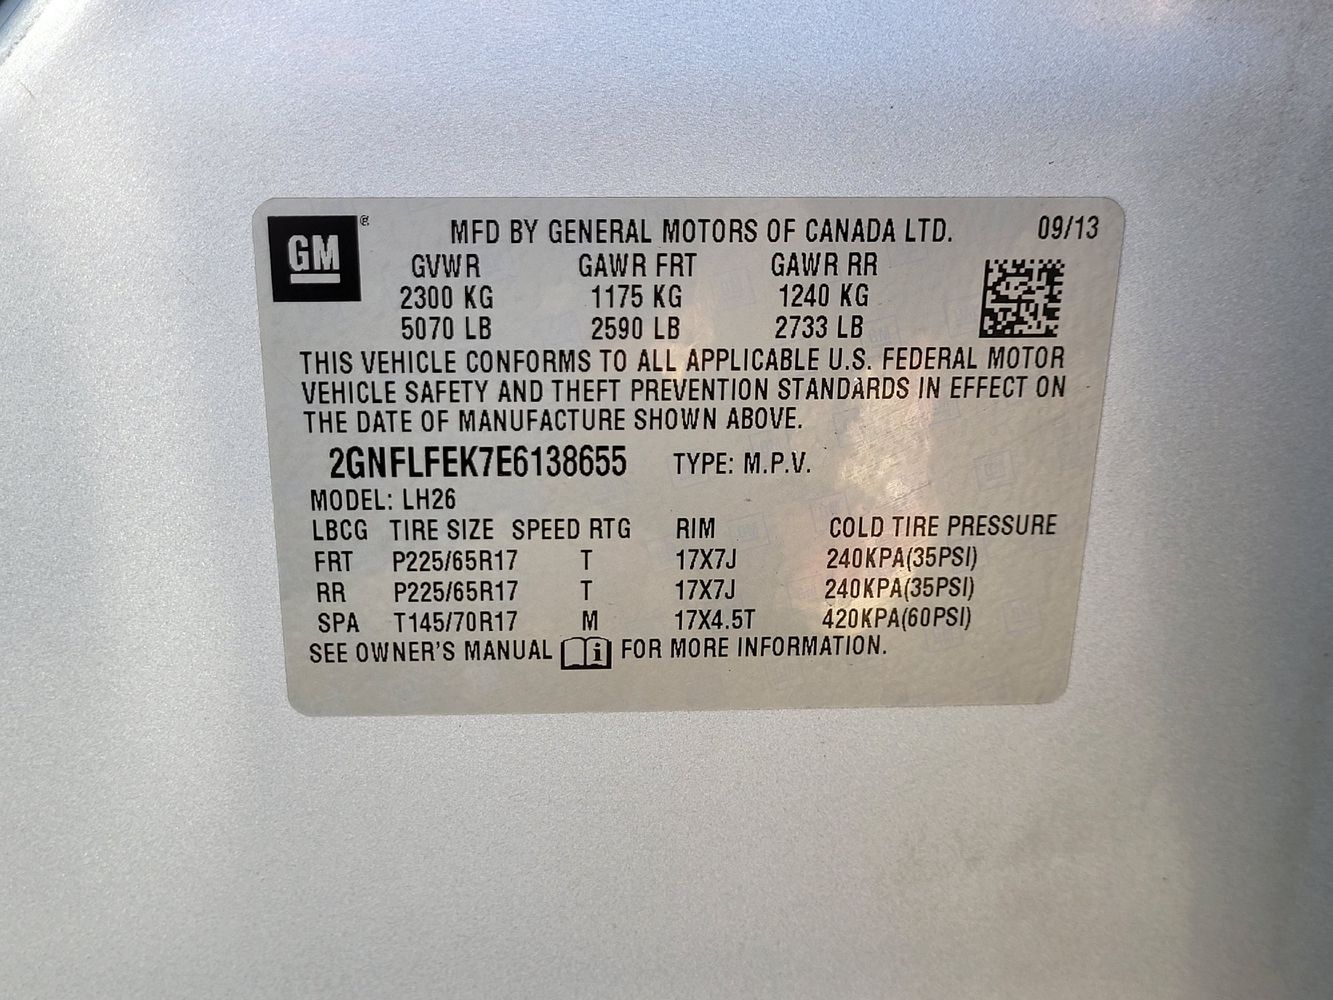 GM ®
MFD BY GENERAL MOTORS OF CANADA LTD. 09/13
GVWR GAWR FRT GAWR RR
2300 KG 1175 KG 1240 KG
5070 LB 2590 LB 2733 LB
THIS VEHICLE CONFORMS TO ALL APPLICABLE U.S. FEDERAL MOTOR
VEHICLE SAFETY AND THEFT PREVENTION STANDARDS IN EFFECT ON
THE DATE OF MANUFACTURE SHOWN ABOVE.
2GNFLFEK7E6138655 TYPE: M.P.V.
MODEL: LH26
LBCG TIRE SIZE SPEED RTG RIM COLD TIRE PRESSURE
FRT P225/65R17 T 17X7J 240KPA(35PSI)
RR P225/65R17 T 17X7J 240KPA(35PSI)
SPA T145/70R17 M 17X4.5T 420KPA(60PSI)
SEE OWNER'S MANUAL i FOR MORE INFORMATION.